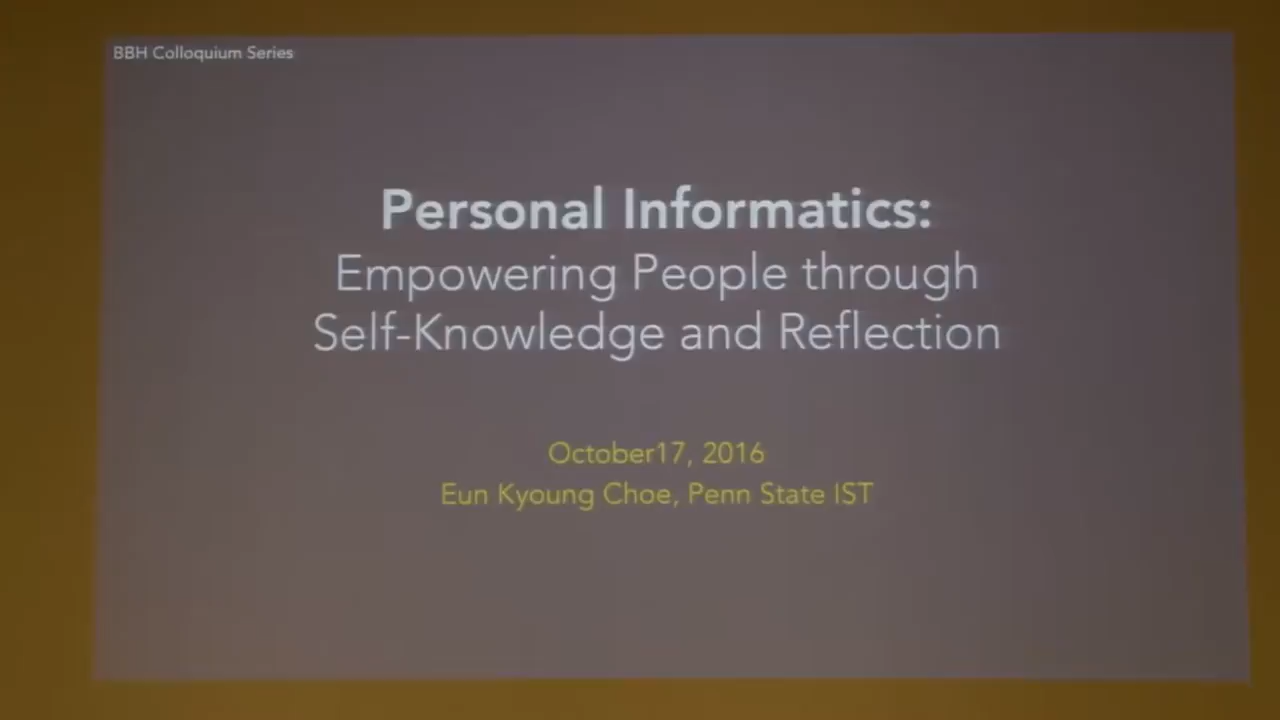 BBH Colloquium Series
Personal Informatics:
Empowering People through
Self-Knowledge and Reflection
October17, 2016
Eun Kyoung Choe, Penn State IST